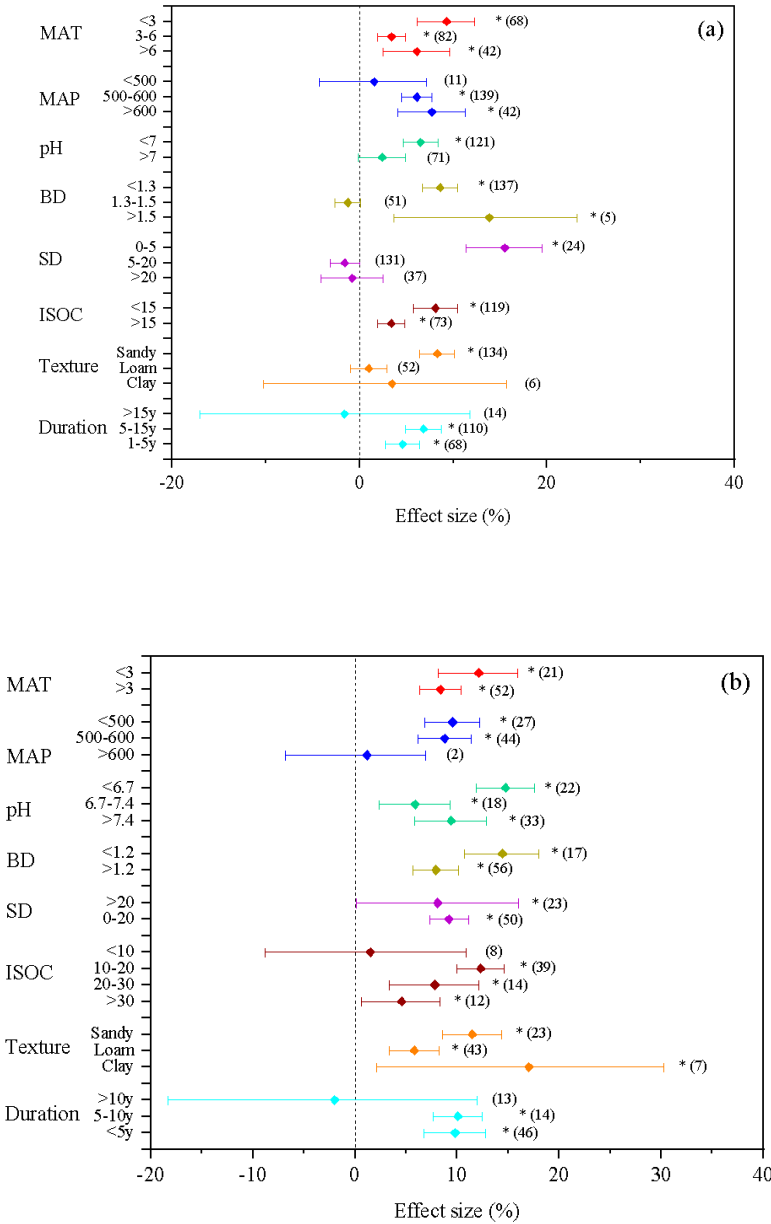 (a)
<3 * (68)
MAT 3-6 * (82)
>6 * (42)
<500 (11)
MAP 500-600 * (139)
>600 * (42)
<7 * (121)
pH >7 (71)
<1.3 * (137)
BD 1.3-1.5 (51)
>1.5 * (5)
0-5 * (24)
SD 5-20 (131)
>20 (37)
<15 * (119)
ISOC >15 * (73)
Sandy * (134)
Texture Loam (52)
Clay (6)
>15y (14)
Duration 5-15y * (110)
1-5y * (68)
-20 0 20 40
Effect size (%)
(b)
<3 * (21)
MAT >3 * (52)
<500 * (27)
500-600 * (44)
MAP >600 (2)
<6.7 * (22)
pH 6.7-7.4 * (18)
>7.4 * (33)
<1.2 * (17)
BD >1.2 * (56)
>20 * (23)
SD 0-20 * (50)
<10 (8)
ISOC 10-20 * (39)
20-30 * (14)
>30 * (12)
Sandy * (23)
Texture Loam * (43)
Clay * (7)
>10y (13)
Duration 5-10y * (14)
<5y * (46)
-20 -10 0 10 20 30 40
Effect size (%)